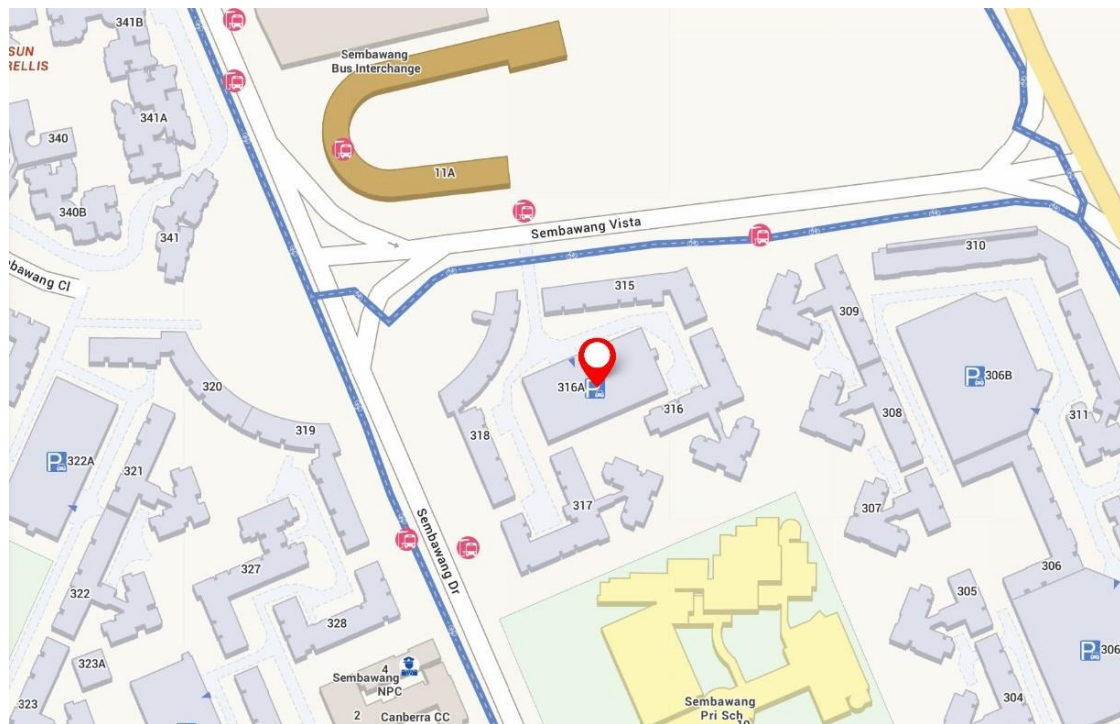 341B
SUN
RELLIS
Sembawang
Bus Interchange
341A
340
11A
340B
341
Sembawang Vista
310
315
309
320
316A
306B
316
308
311
319
318
322A
321
317
307
Sembawang Dr
327
306
305
322
328
323A
4
Sembawang
NPC
306
323
2
Canberra CC
Sembawang
Pri Sch
304